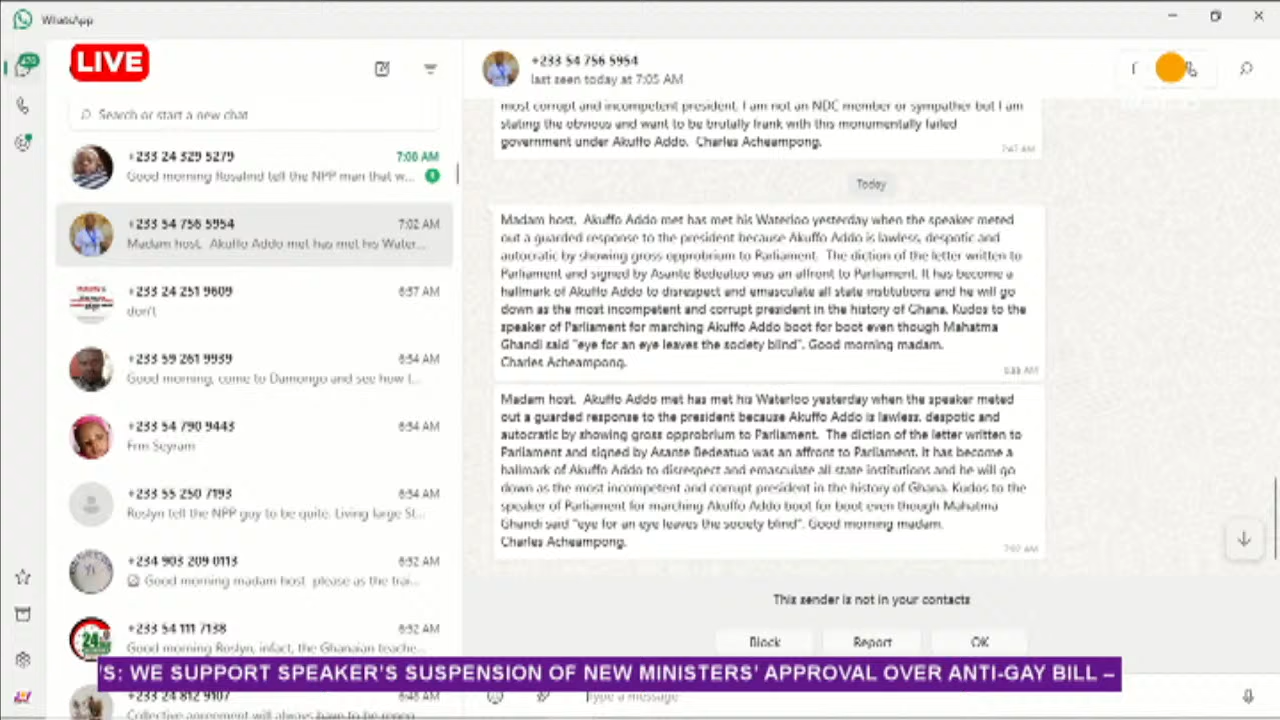 WhatsApp
LIVE
Search or start a new chat
+233 24 329 5279
7:08 AM
Good morning Rosalind tell the NPP man that w...
+233 54 756 5954
7:02 AM
Madam host, Akuffo Addo met has met his Water...
+233 24 251 9609
6:57 AM
don't
+233 59 261 9939
6:54 AM
Good morning, come to Damongo and see how I...
+233 54 790 9443
6:54 AM
Frm Seyram
+233 55 250 7193
6:54 AM
Roslyn tell the NPP guy to be quite. Living large St...
+234 903 209 0113
6:52 AM
Good morning madam host please as the trai...
+233 54 111 7138
6:52 AM
Good morning Roslyn, infact, the Ghanaian teache...
+233 24 812 9107
6:48 AM
Collective agreement will always have to be
+233 54 756 5954
last seen today at 7:05 AM
most corrupt and incompetent president. I am not an NDC member or sympather but I am
stating the obvious and want to be brutally frank with this monumentally failed
government under Akuffo Addo. Charles Acheampong.
7:47 AM
Today
Madam host, Akuffo Addo met has met his Waterloo yesterday when the speaker meted
out a guarded response to the president because Akuffo Addo is lawless, despotic and
autocratic by showing gross opprobrium to Parliament. The diction of the letter written to
Parliament and signed by Asante Bedeatuo was an affront to Parliament. It has become a
hallmark of Akuffo Addo to disrespect and emasculate all state institutions and he will go
down as the most incompetent and corrupt president in the history of Ghana. Kudos to the
speaker of Parliament for marching Akuffo Addo boot for boot even though Mahatma
Ghandi said "eye for an eye leaves the society blind". Good morning madam.
Charles Acheampong.
Madam host, Akuffo Addo met has met his Waterloo yesterday when the speaker meted
out a guarded response to the president because Akuffo Addo is lawless, despotic and
autocratic by showing gross opprobrium to Parliament. The diction of the letter written to
Parliament and signed by Asante Bedeatuo was an affront to Parliament. It has become a
hallmark of Akuffo Addo to disrespect and emasculate all state institutions and he will go
down as the most incompetent and corrupt president in the history of Ghana. Kudos to the
speaker of Parliament for marching Akuffo Addo boot for boot even though Mahatma
Ghandi said "eye for an eye leaves the society blind". Good morning madam.
Charles Acheampong.
7:02 AM
This sender is not in your contacts
Block
Report
OK
Type a message
'S: WE SUPPORT SPEAKER'S SUSPENSION OF NEW MINISTERS' APPROVAL OVER ANTI-GAY BILL –